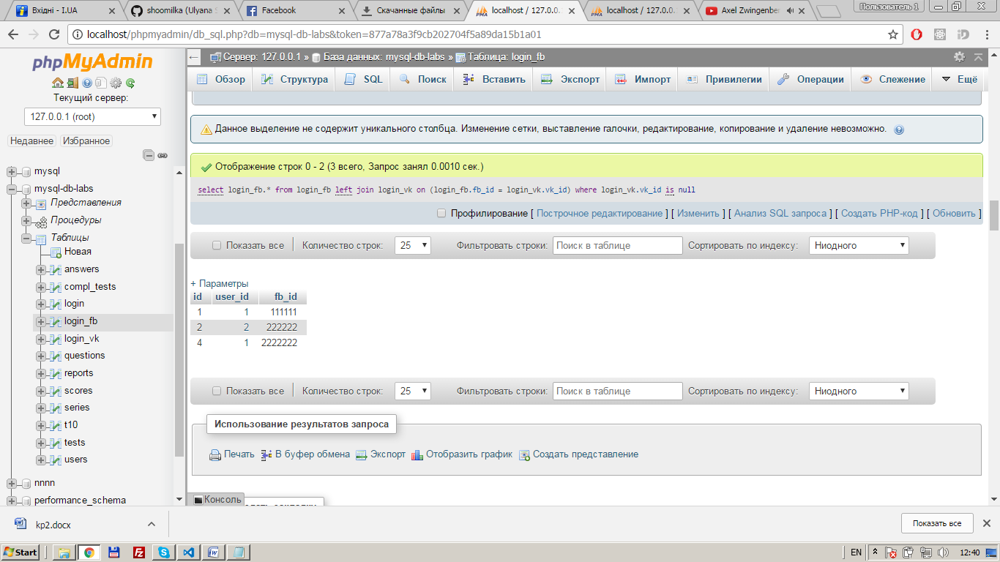 Вхідні - I.UA
shoomilka (Ulyana S
Facebook
Скачанные файлы
localhost / 127.0.0.
localhost / 127.0.0.
Axel Zwingenber
Пользователь 1
localhost/phpmyadmin/db_sql.php?db=mysql-db-labs&token=877a78a3f9cb202704f5a89da15b1a01
phpMyAdmin
Текущий сервер:
127.0.0.1 (root)
Недавнее Избранное
mysql
mysql-db-labs
Представления
Процедуры
Таблицы
Новая
answers
compl_tests
login
login_fb
login_vk
questions
reports
scores
series
t10
tests
users
nnnn
performance_schema
Сервер: 127.0.0.1 » База данных: mysql-db-labs » Таблица: login_fb
Обзор Структура SQL Поиск Вставить Экспорт Импорт Привилегии Операции Слежение Ещё
Данное выделение не содержит уникального столбца. Изменение сетки, выставление галочки, редактирование, копирование и удаление невозможно.
Отображение строк 0 - 2 (3 всего, Запрос занял 0.0010 сек.)
select login_fb.* from login_fb left join login_vk on (login_fb.fb_id = login_vk.vk_id) where login_vk.vk_id is null
Профилирование [ Построчное редактирование ] [ Изменить ] [ Анализ SQL запроса ] [ Создать PHP-код ] [ Обновить ]
Показать все Количество строк: 25 Фильтровать строки: Поиск в таблице Сортировать по индексу: Ниодного
+ Параметры
id user_id fb_id
1 1 111111
2 2 222222
4 1 2222222
Показать все Количество строк: 25 Фильтровать строки: Поиск в таблице Сортировать по индексу: Ниодного
Использование результатов запроса
Печать В буфер обмена Экспорт Отобразить график Создать представление
Консоль
kp2.docx
Показать все
Start
EN
12:40